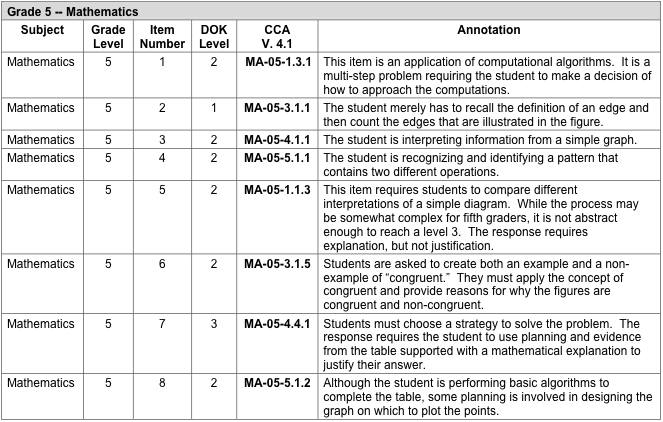 Grade 5 -- Mathematics
Subject Grade Level Item Number DOK Level CCA V. 4.1 Annotation
Mathematics 5 1 2 MA-05-1.3.1 This item is an application of computational algorithms. It is a
multi-step problem requiring the student to make a decision of
how to approach the computations.
Mathematics 5 2 1 MA-05-3.1.1 The student merely has to recall the definition of an edge and
then count the edges that are illustrated in the figure.
Mathematics 5 3 2 MA-05-4.1.1 The student is interpreting information from a simple graph.
Mathematics 5 4 2 MA-05-5.1.1 The student is recognizing and identifying a pattern that
contains two different operations.
Mathematics 5 5 2 MA-05-1.1.3 This item requires students to compare different
interpretations of a simple diagram. While the process may
be somewhat complex for fifth graders, it is not abstract
enough to reach a level 3. The response requires
explanation, but not justification.
Mathematics 5 6 2 MA-05-3.1.5 Students are asked to create both an example and a non-
example of “congruent.” They must apply the concept of
congruent and provide reasons for why the figures are
congruent and non-congruent.
Mathematics 5 7 3 MA-05-4.4.1 Students must choose a strategy to solve the problem. The
response requires the student to use planning and evidence
from the table supported with a mathematical explanation to
justify their answer.
Mathematics 5 8 2 MA-05-5.1.2 Although the student is performing basic algorithms to
complete the table, some planning is involved in designing the
graph on which to plot the points.